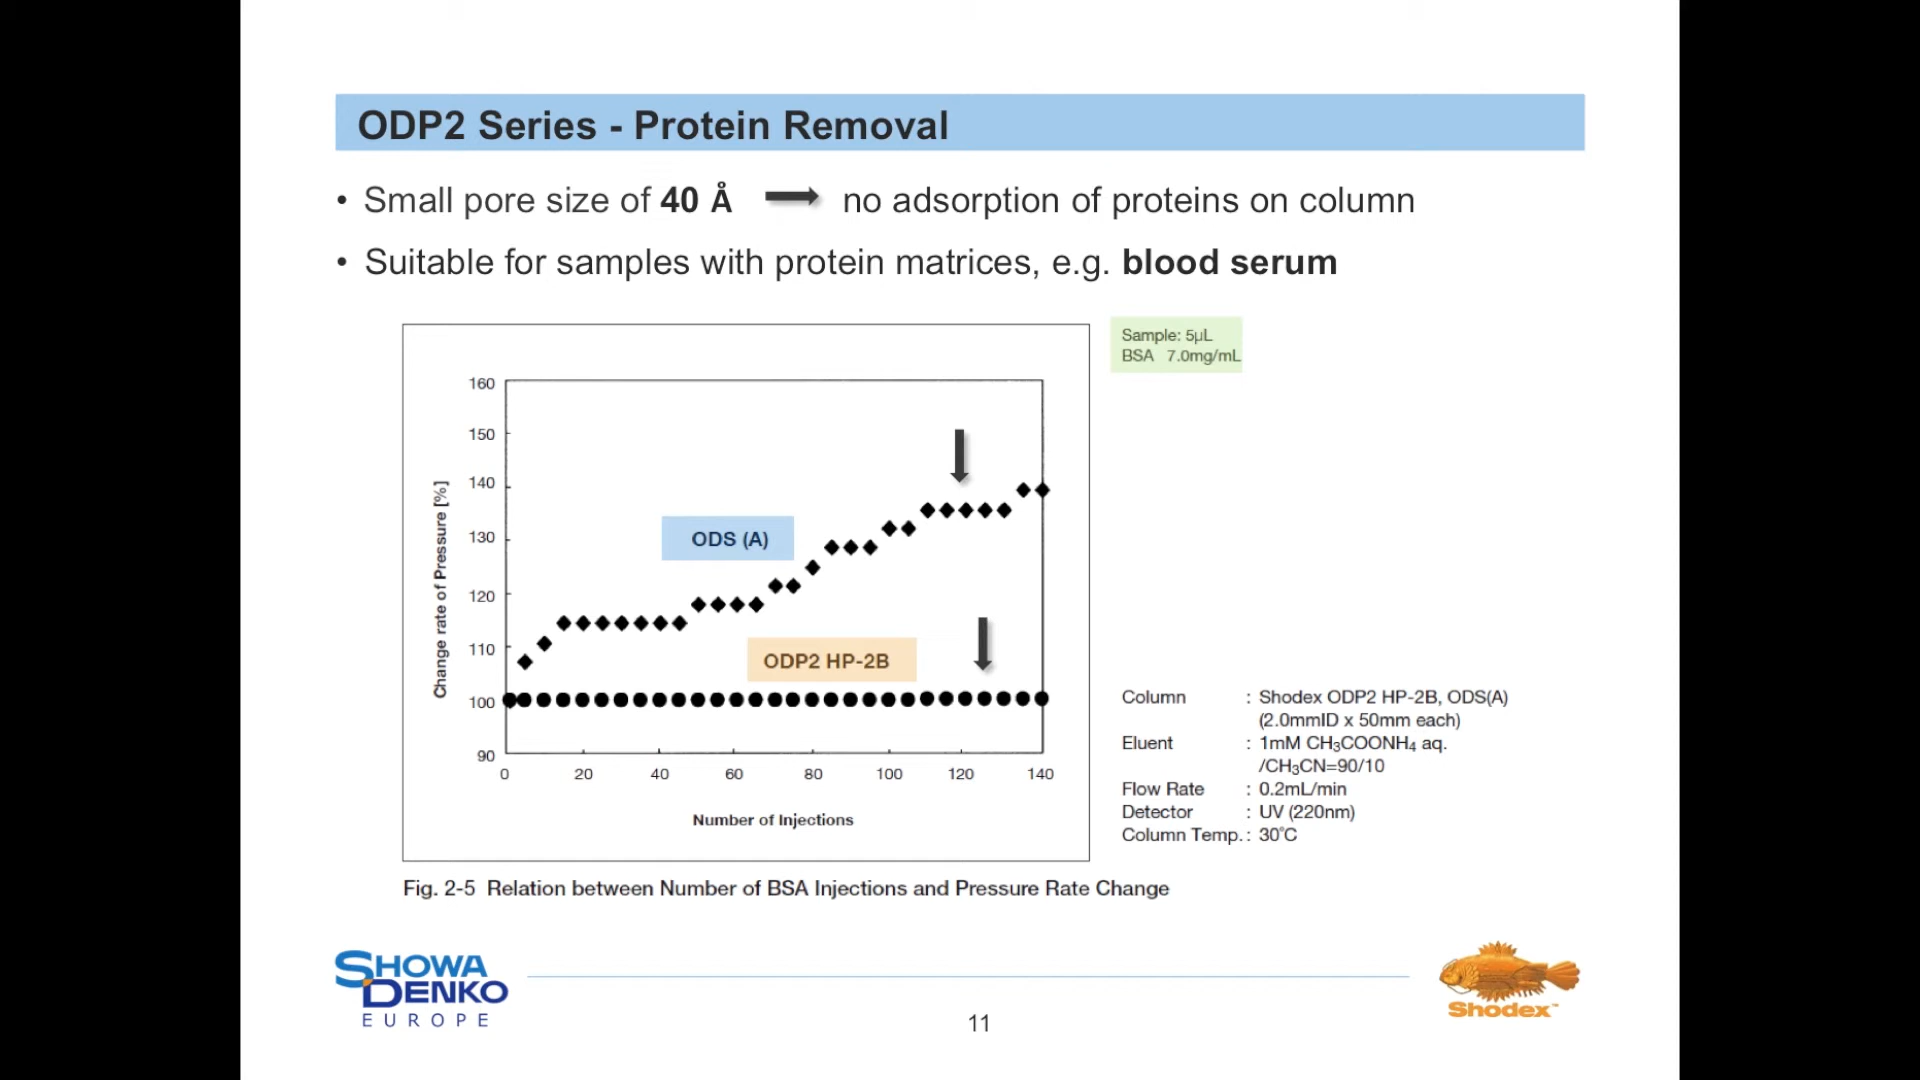 ODP2 Series - Protein Removal
• Small pore size of 40 Å no adsorption of proteins on column
• Suitable for samples with protein matrices, e.g. blood serum
Sample: 5µL
BSA 7.0mg/mL
Change rate of Pressure [%]
160
150
140
130
120
110
100
90
ODS (A)
ODP2 HP-2B
0 20 40 60 80 100 120 140
Number of Injections
Column : Shodex ODP2 HP-2B, ODS(A)
(2.0mmID x 50mm each)
Eluent : 1mM CH₃COONH₄ aq.
/CH₃CN=90/10
Flow Rate : 0.2mL/min
Detector : UV (220nm)
Column Temp. : 30°C
Fig. 2-5 Relation between Number of BSA Injections and Pressure Rate Change
SHOWA
DENKO
EUROPE
11
Shodex™